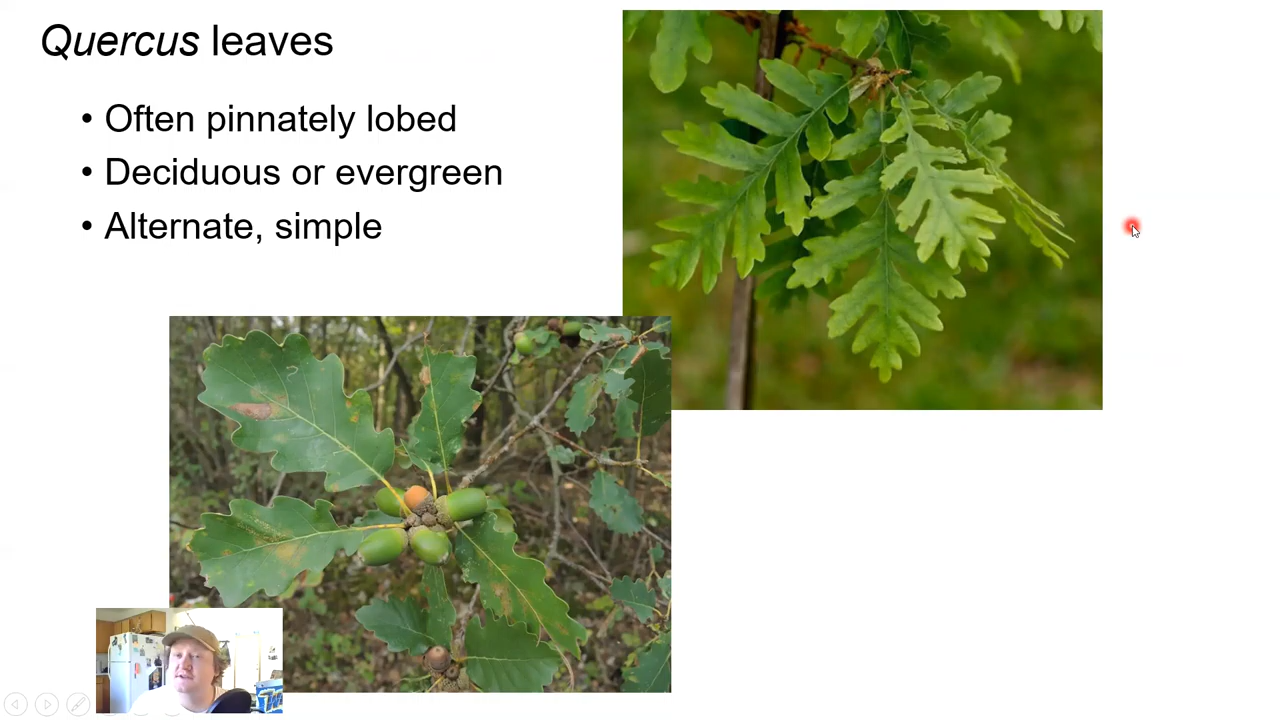 Quercus leaves
• Often pinnately lobed
• Deciduous or evergreen
• Alternate, simple